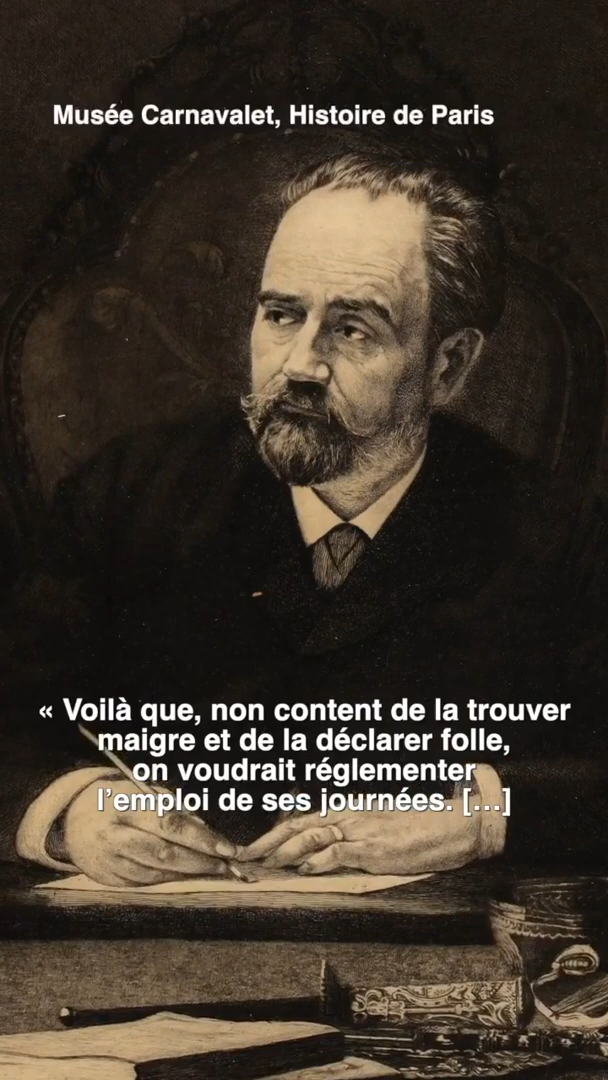 Musée Carnavalet, Histoire de Paris
« Voilà que, non content de la trouver
maigre et de la déclarer folle,
on voudrait réglementer
l’emploi de ses journées. […]